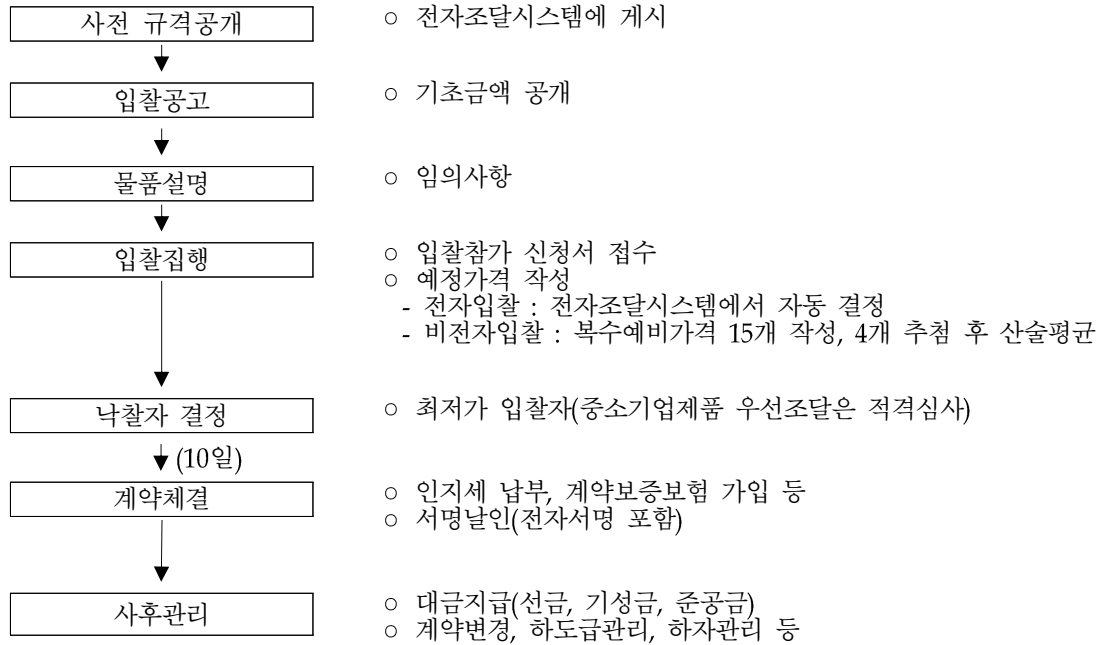 사전 규격공개
○ 전자조달시스템에 게시
입찰공고
○ 기초금액 공개
물품설명
○ 임의사항
입찰집행
○ 입찰참가 신청서 접수
○ 예정가격 작성
- 전자입찰 : 전자조달시스템에서 자동 결정
- 비전자입찰 : 복수예비가격 15개 작성, 4개 추첨 후 산술평균
낙찰자 결정
○ 최저가 입찰자(중소기업제품 우선조달은 적격심사)
(10일)
계약체결
○ 인지세 납부, 계약보증보험 가입 등
○ 서명날인(전자서명 포함)
사후관리
○ 대금지급(선금, 기성금, 준공금)
○ 계약변경, 하도급관리, 하자관리 등